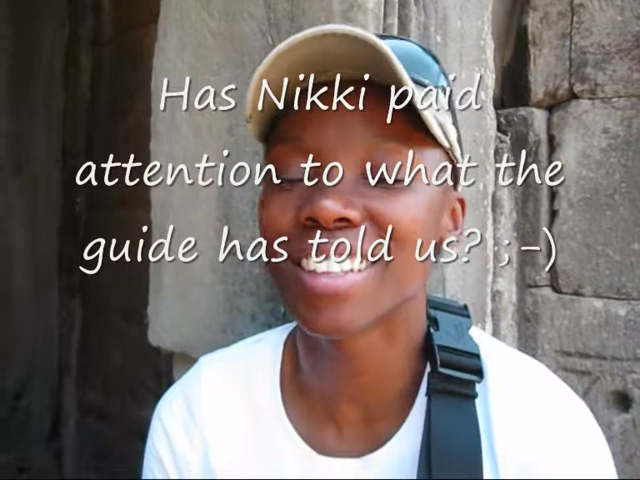 Has Nikki paid
attention to what the
guide has told us? ;-)